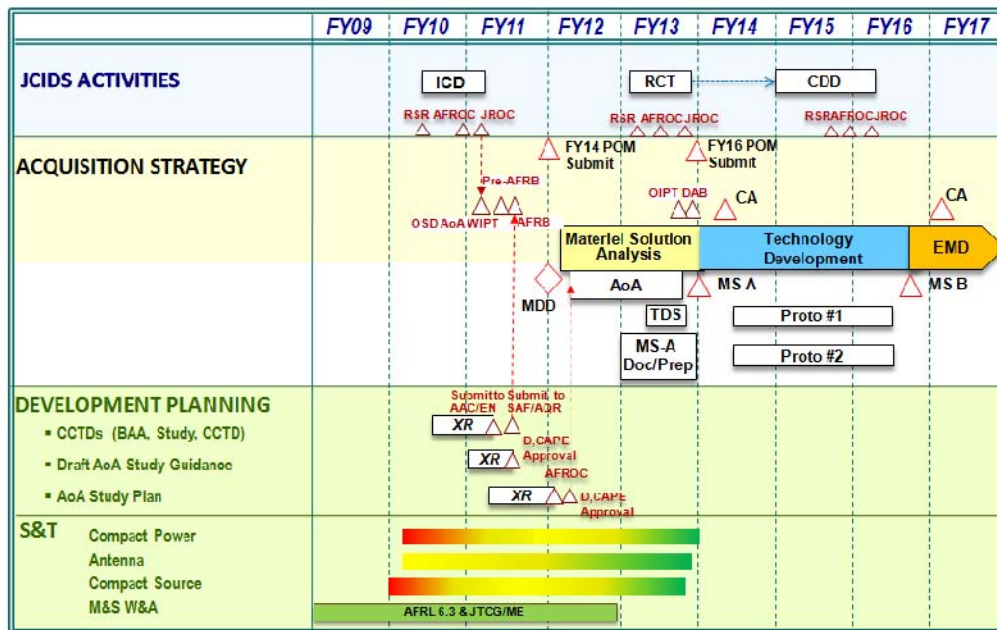 FY09 FY10 FY11 FY12 FY13 FY14 FY15 FY16 FY17
JCIDS ACTIVITIES
ICD
RCT
CDD
RSR AFROC JROC
RSR AFROC JROC
RSR AFROC JROC
ACQUISITION STRATEGY
FY14 POM
Submit
FY16 POM
Submit
Pre-AFRB
OIPT DAB
CA
CA
OSD AoA WIPT
AFRB
Materiel Solution
Analysis
Technology
Development
EMD
MDD
AoA
MS A
MS B
TDS
Proto #1
MS-A
Doc/Prep
Proto #2
DEVELOPMENT PLANNING
Submit to
AAC/EN
Submit to
SAF/AQR
▪ CCTDs (BAA, Study, CCTD)
XR
D,CAPE
Approval
▪ Draft AoA Study Guidance
XR
AFROC
▪ AoA Study Plan
XR
D,CAPE
Approval
S&T
Compact Power
Antenna
Compact Source
M&S W&A
AFRL 6.3 & JTCG/ME